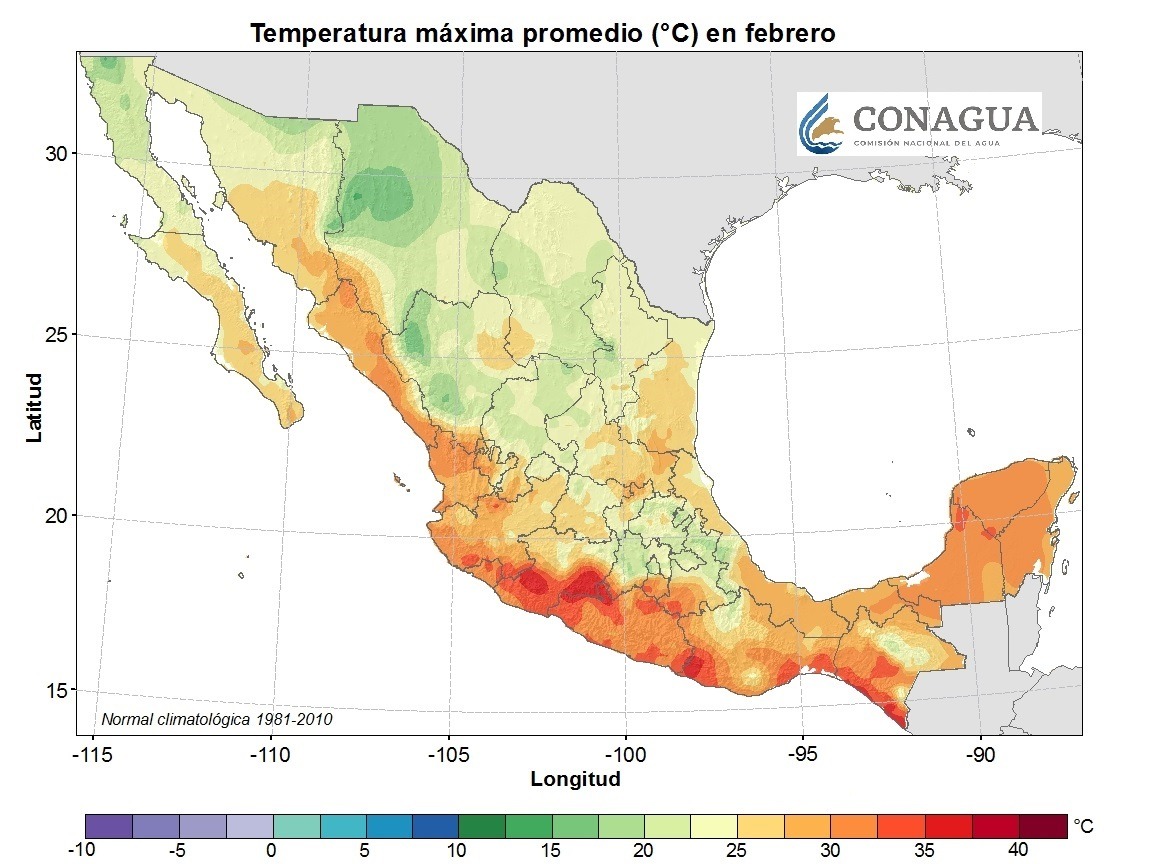 Temperatura máxima promedio (°C) en febrero
CONAGUA
COMISIÓN NACIONAL DEL AGUA
30
25
20
15
Latitud
Normal climatológica 1981-2010
-115 -110 -105 -100 -95 -90
Longitud
-10 -5 0 5 10 15 20 25 30 35 40 °C